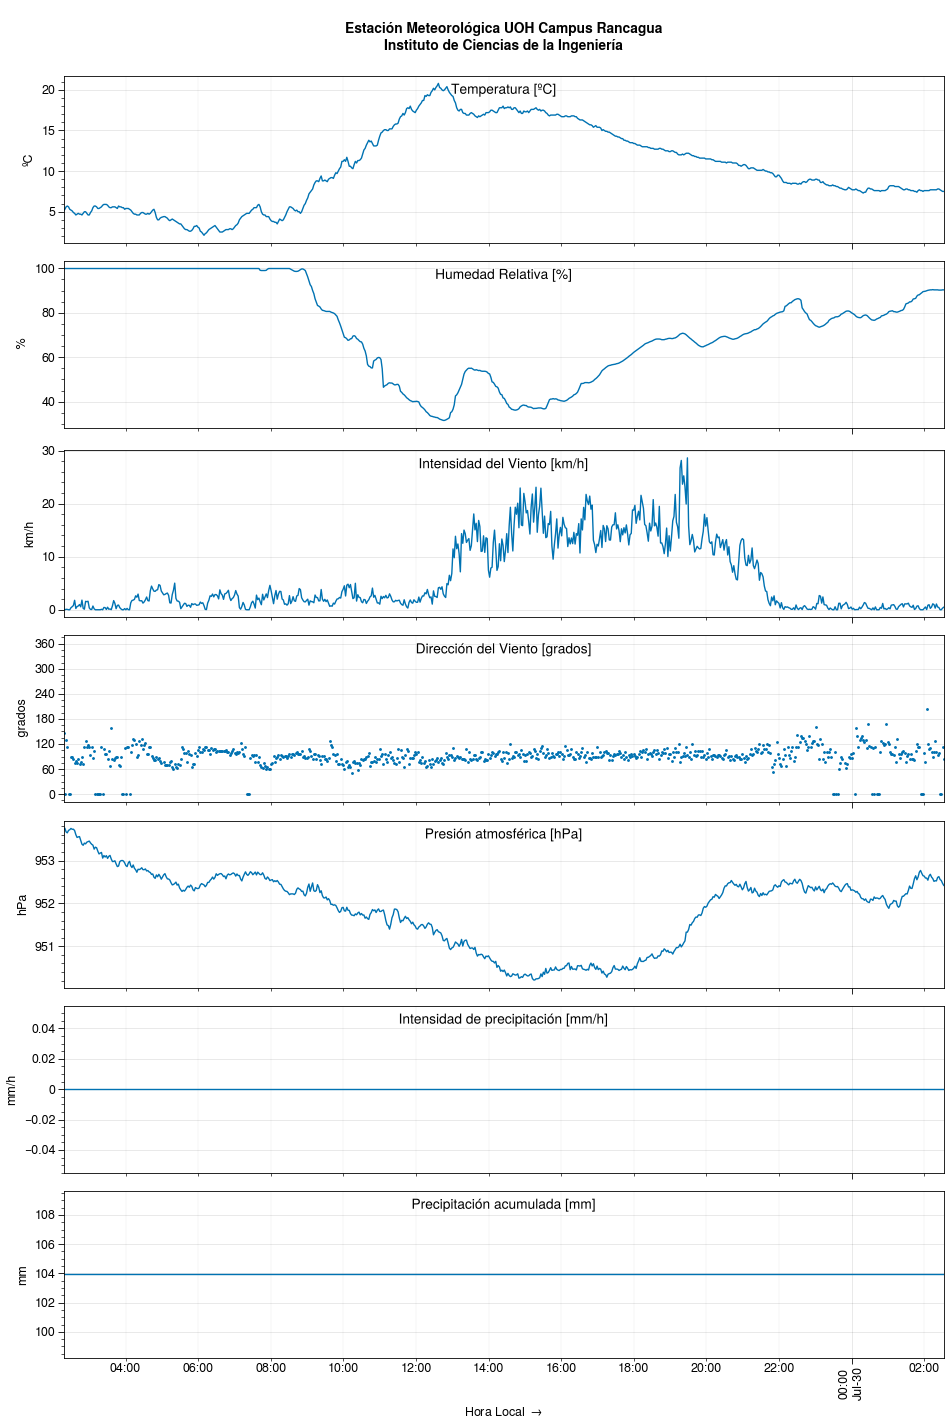 Estación Meteorológica UOH Campus Rancagua
Instituto de Ciencias de la Ingeniería
Temperatura [ºC]
ºC
20
15
10
5
Humedad Relativa [%]
%
100
80
60
40
Intensidad del Viento [km/h]
km/h
30
20
10
0
Dirección del Viento [grados]
grados
360
300
240
180
120
60
0
Presión atmosférica [hPa]
hPa
953
952
951
Intensidad de precipitación [mm/h]
mm/h
0.04
0.02
0
−0.02
−0.04
Precipitación acumulada [mm]
mm
108
106
104
102
100
04:00 06:00 08:00 10:00 12:00 14:00 16:00 18:00 20:00 22:00 00:00 02:00
Jul-30
Hora Local →